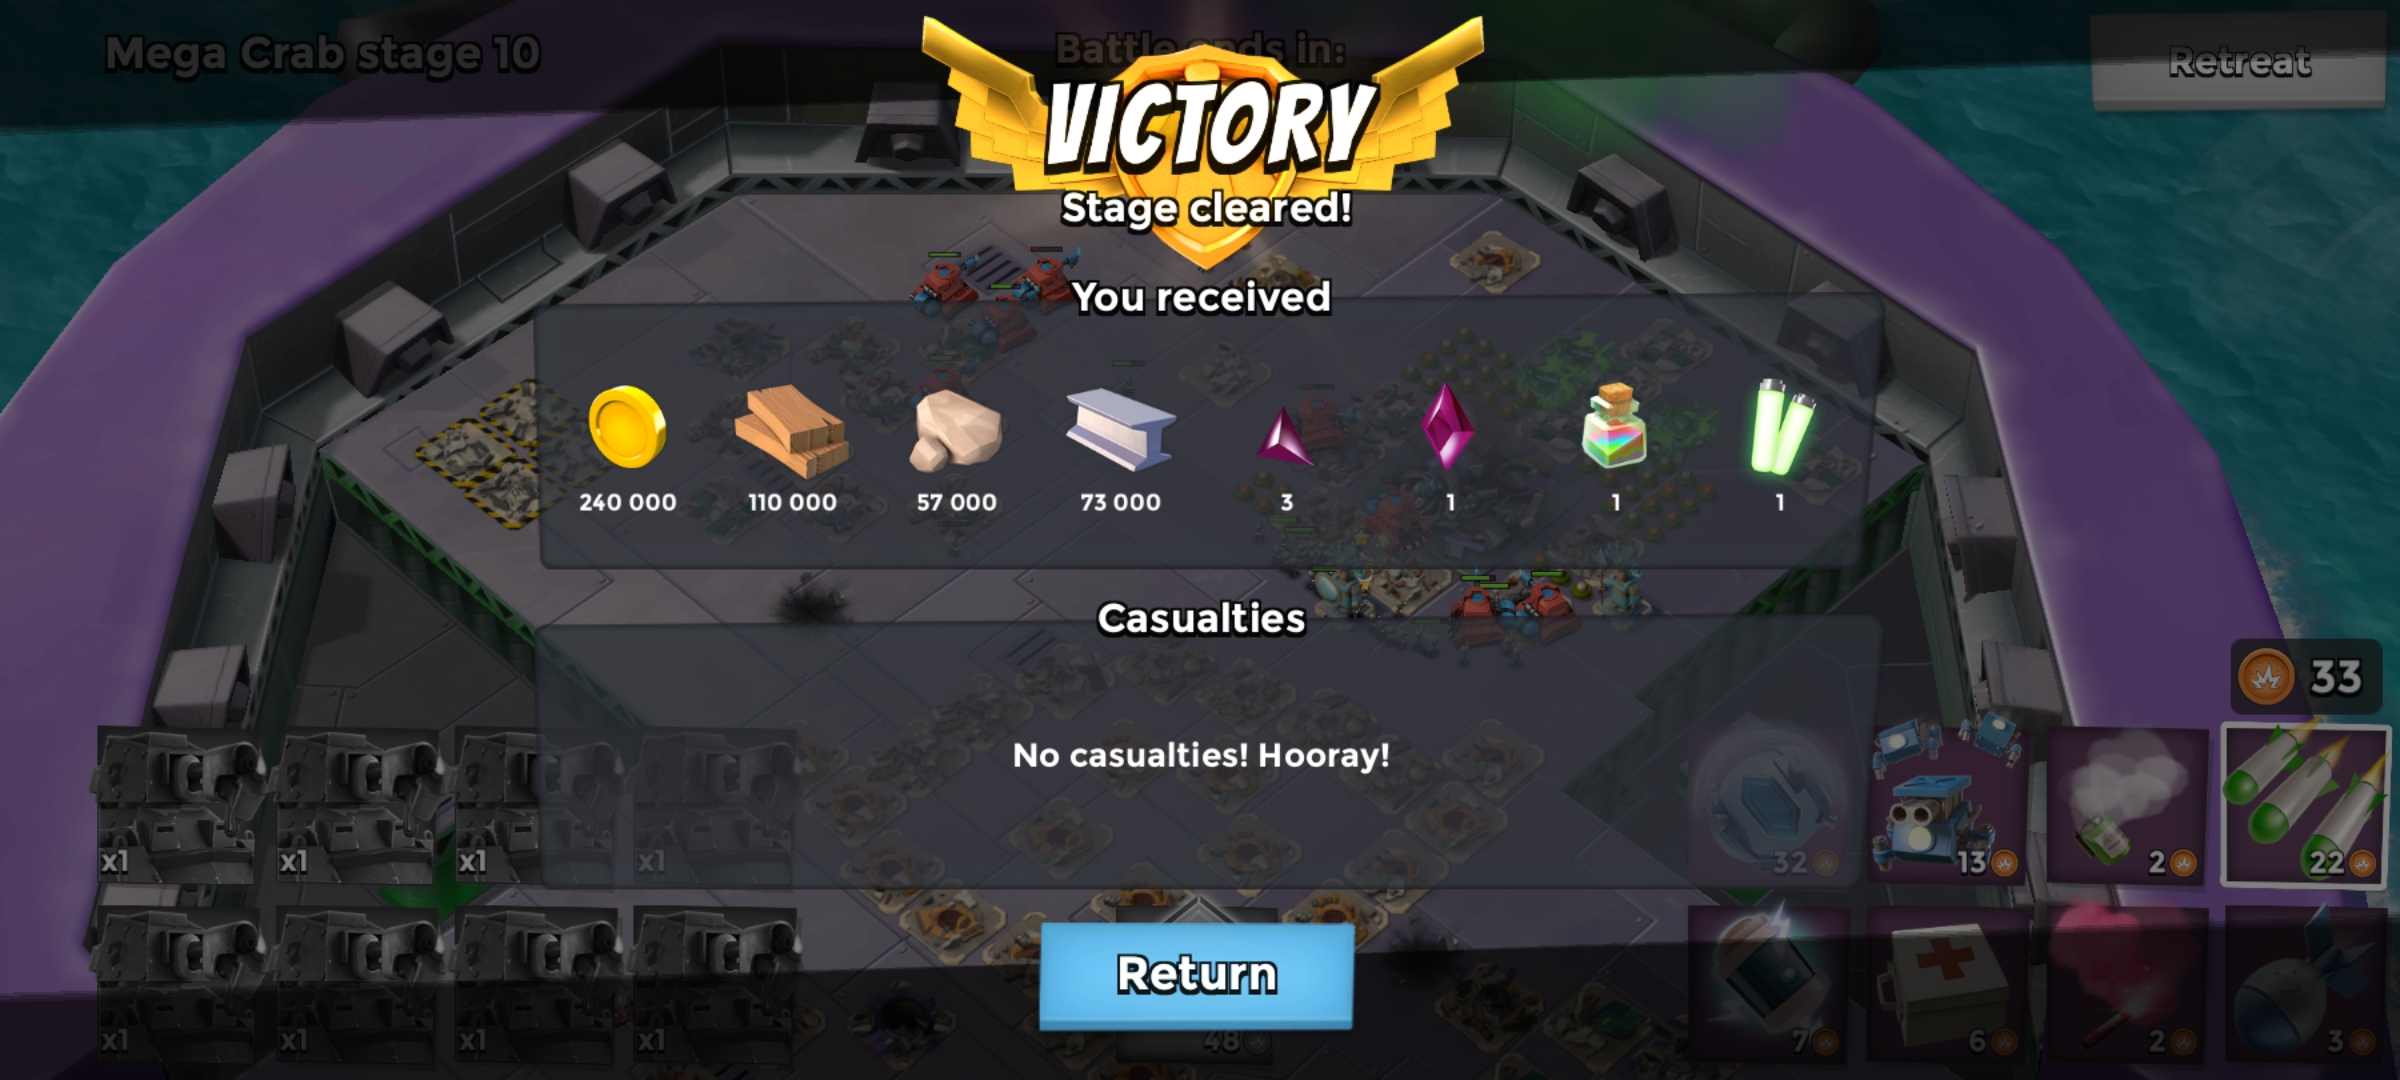 Mega Crab stage 10
Battle ends in:
Retreat
VICTORY
Stage cleared!
You received
240 000
110 000
57 000
73 000
3
1
1
1
Casualties
No casualties! Hooray!
33
x1
x1
x1
x1
32
13
2
22
Return
x1
x1
x1
x1
48
7
6
2
3